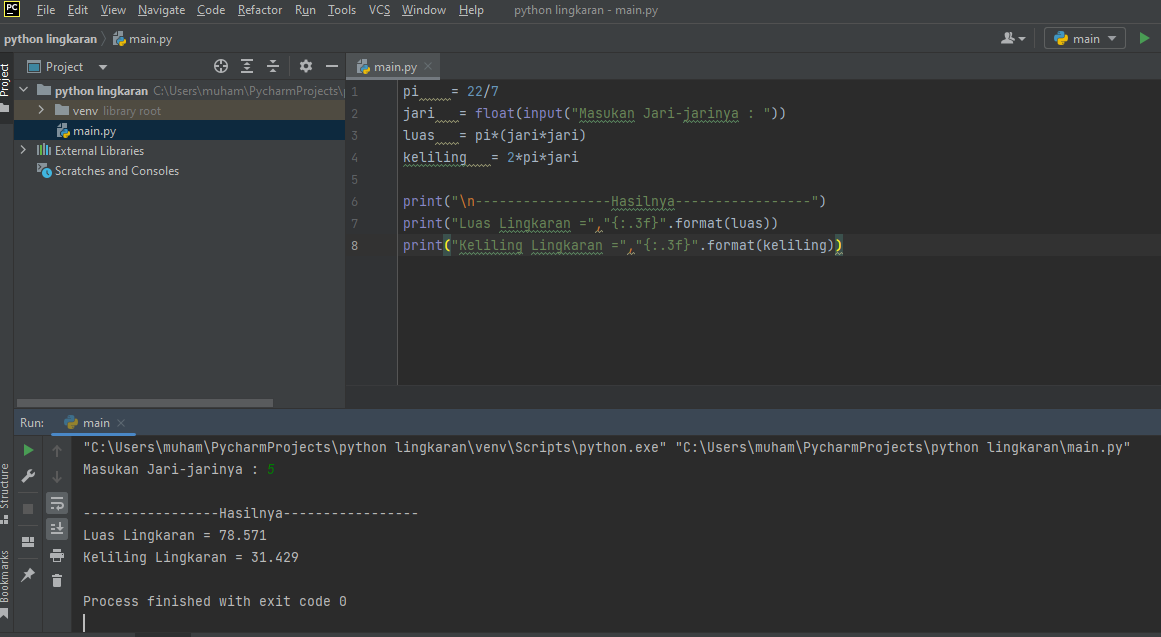 PC File Edit View Navigate Code Refactor Run Tools VCS Window Help python lingkaran - main.py
python lingkaran main.py main
Project
Project
main.py
python lingkaran C:\Users\muham\PycharmProjects\
venv library root
main.py
External Libraries
Scratches and Consoles
1 pi    = 22/7
2 jari   = float(input("Masukan Jari-jarinya : "))
3 luas   = pi*(jari*jari)
4 keliling   = 2*pi*jari
5
6 print("\n-----------------Hasilnya-----------------")
7 print("Luas Lingkaran =","{:.3f}".format(luas))
8 print("Keliling Lingkaran =","{:.3f}".format(keliling))
Run: main
"C:\Users\muham\PycharmProjects\python lingkaran\venv\Scripts\python.exe" "C:\Users\muham\PycharmProjects\python lingkaran\main.py"
Masukan Jari-jarinya : 5
-----------------Hasilnya-----------------
Luas Lingkaran = 78.571
Keliling Lingkaran = 31.429
Process finished with exit code 0
Structure
Bookmarks